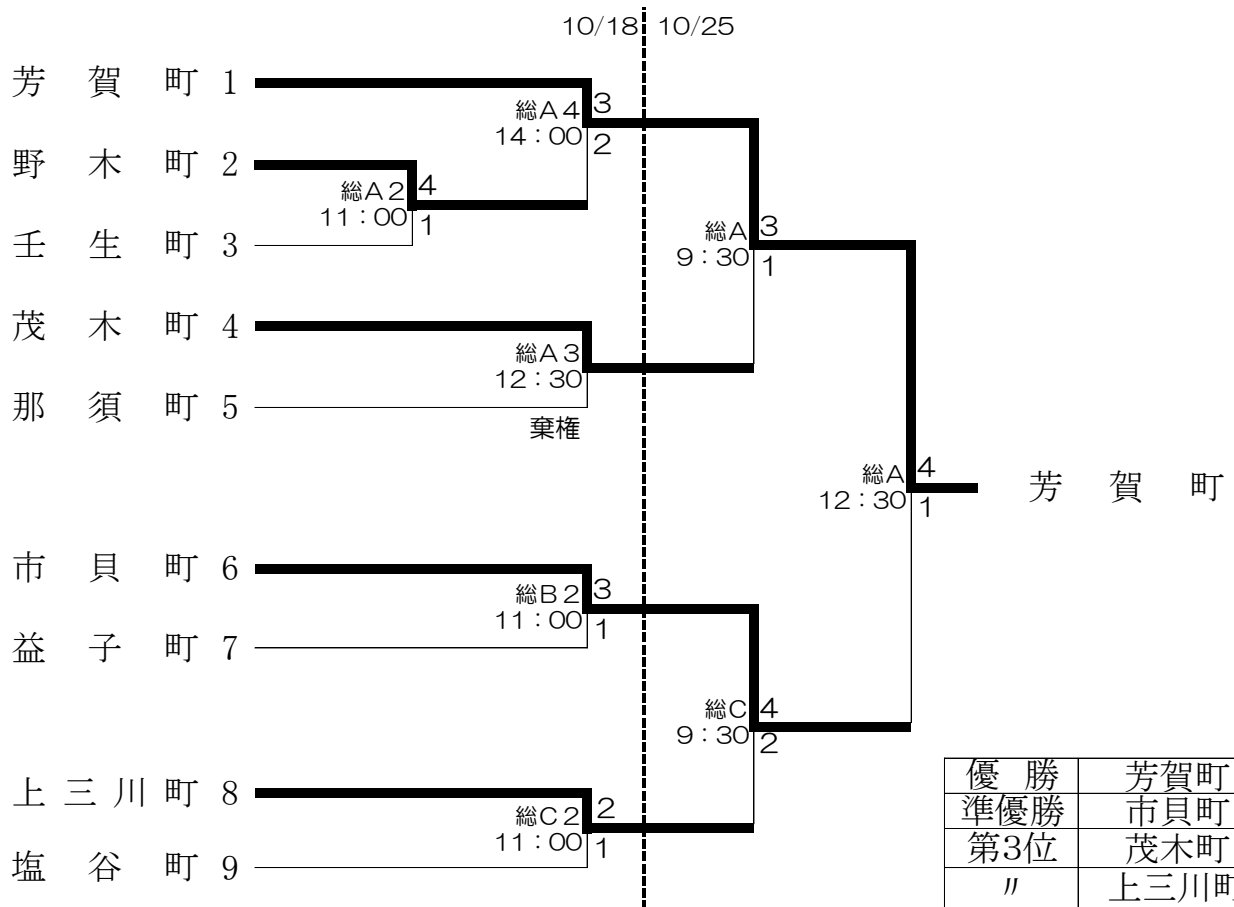 10/18 10/25
芳賀町 1
総A4 3
14:00 2
野木町 2
総A2 4
11:00 1
壬生町 3
総A 3
9:30 1
茂木町 4
総A3
12:30
那須町 5
棄権
総A 4
12:30 1
芳賀町
市貝町 6
総B2 3
11:00 1
益子町 7
総C 4
9:30 2
上三川町 8
総C2 2
11:00 1
塩谷町 9
優勝 芳賀町
準優勝 市貝町
第3位 茂木町
〃 上三川町